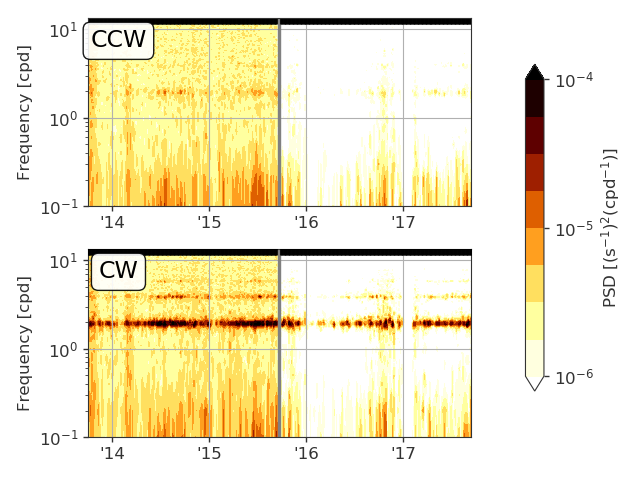 CCW
Frequency [cpd]
10¹
10⁰
10⁻¹
'14 '15 '16 '17
CW
Frequency [cpd]
10¹
10⁰
10⁻¹
'14 '15 '16 '17
10⁻⁴
10⁻⁵
10⁻⁶
PSD [(s⁻¹)²(cpd⁻¹)]